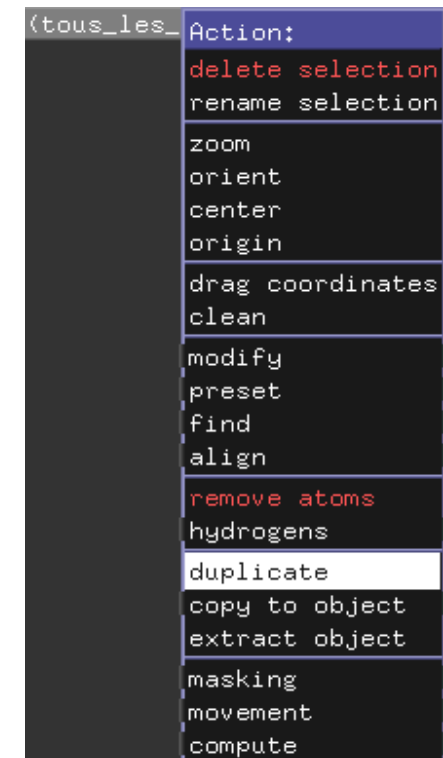 (tous_les_
Action:
delete selection
rename selection
zoom
orient
center
origin
drag coordinates
clean
modify
preset
find
align
remove atoms
hydrogens
duplicate
copy to object
extract object
masking
movement
compute